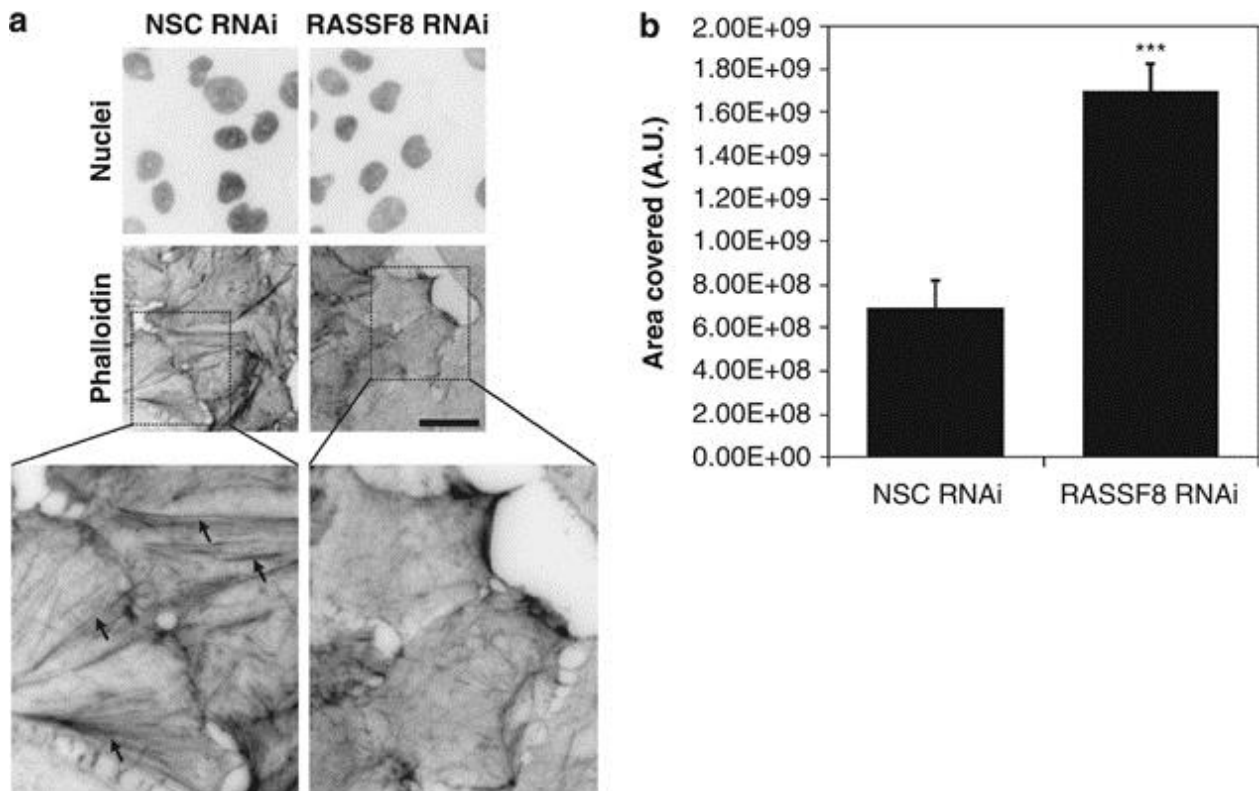 a
NSC RNAi RASSF8 RNAi
Nuclei
Phalloidin
b
Area covered (A.U.)
2.00E+09
1.80E+09
1.60E+09
1.40E+09
1.20E+09
1.00E+09
8.00E+08
6.00E+08
4.00E+08
2.00E+08
0.00E+00
***
NSC RNAi RASSF8 RNAi